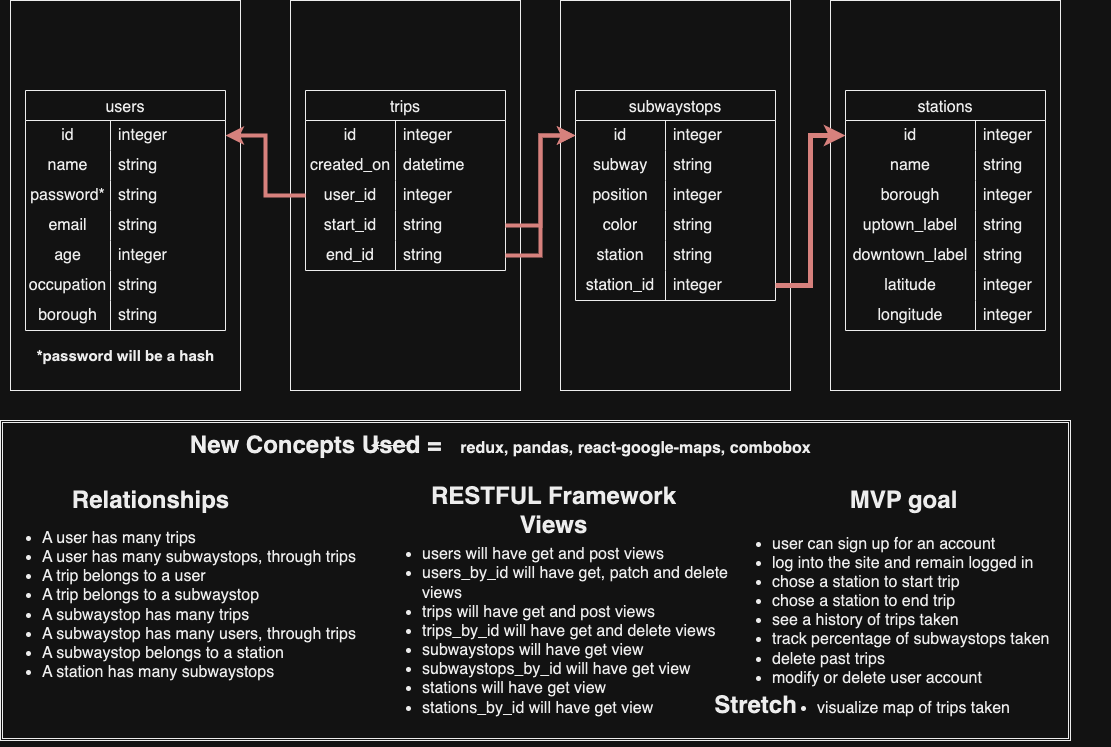 users
id integer
name string
password* string
email string
age integer
occupation string
borough string
*password will be a hash
trips
id integer
created_on datetime
user_id integer
start_id string
end_id string
subwaystops
id integer
subway string
position integer
color string
station string
station_id integer
stations
id integer
name string
borough integer
uptown_label string
downtown_label string
latitude integer
longitude integer
New Concepts Used = redux, pandas, react-google-maps, combobox
Relationships
• A user has many trips
• A user has many subwaystops, through trips
• A trip belongs to a user
• A trip belongs to a subwaystop
• A subwaystop has many trips
• A subwaystop has many users, through trips
• A subwaystop belongs to a station
• A station has many subwaystops
RESTFUL Framework
Views
• users will have get and post views
• users_by_id will have get, patch and delete
views
• trips will have get and post views
• trips_by_id will have get and delete views
• subwaystops will have get view
• subwaystops_by_id will have get view
• stations will have get view
• stations_by_id will have get view
MVP goal
• user can sign up for an account
• log into the site and remain logged in
• chose a station to start trip
• chose a station to end trip
• see a history of trips taken
• track percentage of subwaystops taken
• delete past trips
• modify or delete user account
Stretch • visualize map of trips taken